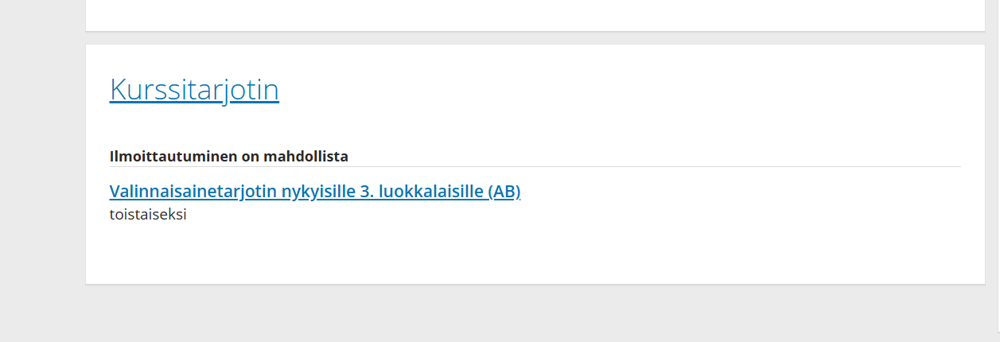 Kurssitarjotin
Ilmoittautuminen on mahdollista
Valinnaisainetarjotin nykyisille 3. luokkalaisille (AB)
toistaiseksi